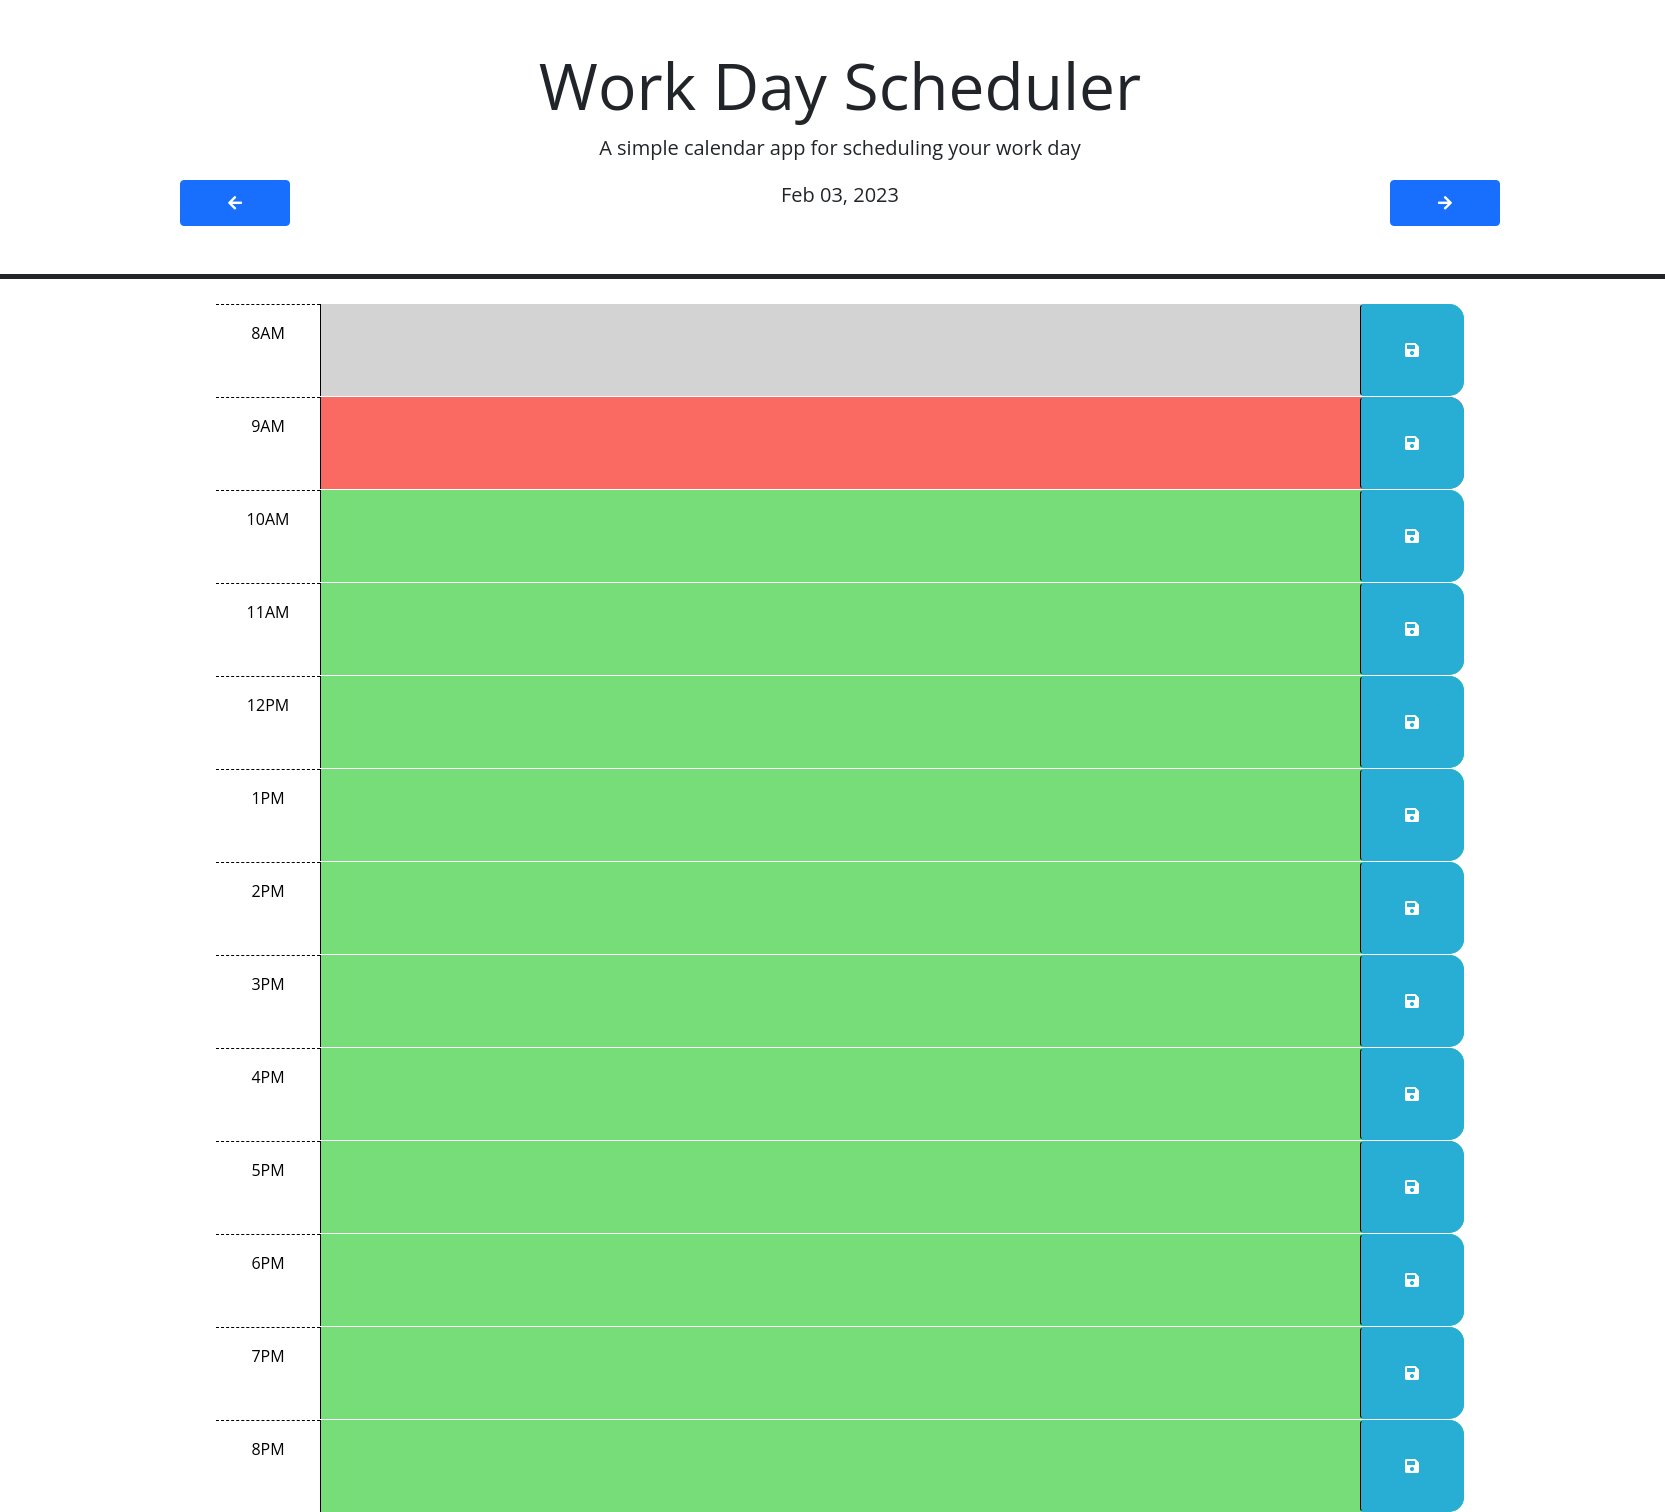 Work Day Scheduler
A simple calendar app for scheduling your work day
Feb 03, 2023
8AM
9AM
10AM
11AM
12PM
1PM
2PM
3PM
4PM
5PM
6PM
7PM
8PM